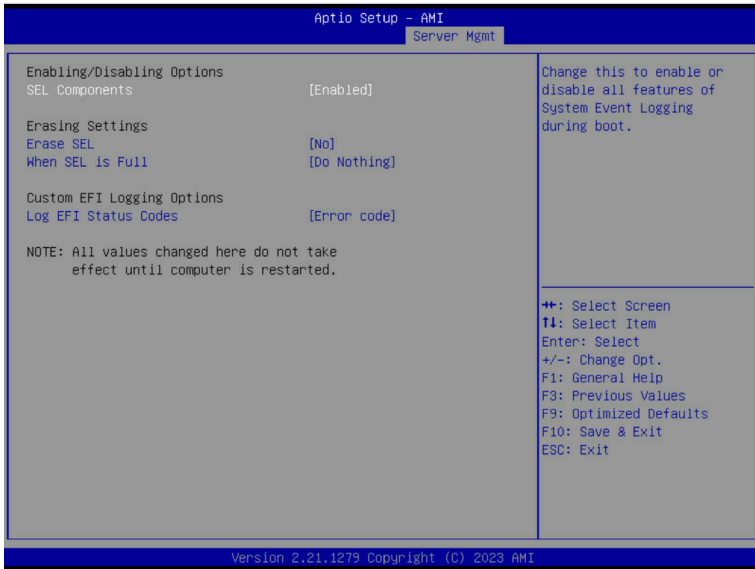 Aptio Setup – AMI
Server Mgmt
Enabling/Disabling Options
SEL Components [Enabled]
Erasing Settings
Erase SEL [No]
When SEL is Full [Do Nothing]
Custom EFI Logging Options
Log EFI Status Codes [Error code]
NOTE: All values changed here do not take
effect until computer is restarted.
Change this to enable or
disable all features of
System Event Logging
during boot.
→←: Select Screen
↑↓: Select Item
Enter: Select
+/-: Change Opt.
F1: General Help
F3: Previous Values
F9: Optimized Defaults
F10: Save & Exit
ESC: Exit
Version 2.21.1279 Copyright (C) 2023 AMI